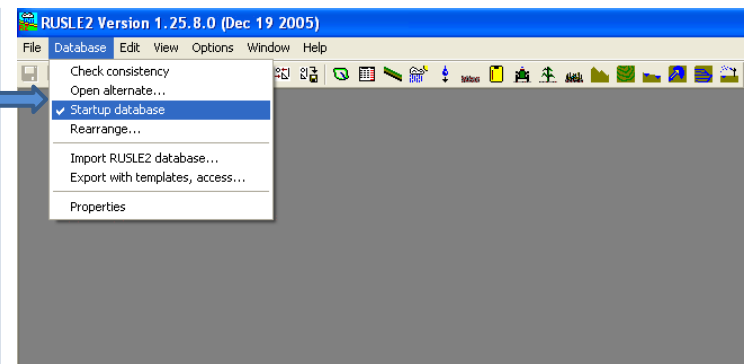 RUSLE2 Version 1.25.8.0 (Dec 19 2005)
File Database Edit View Options Window Help
Check consistency
Open alternate...
Startup database
Rearrange...
Import RUSLE2 database...
Export with templates, access...
Properties